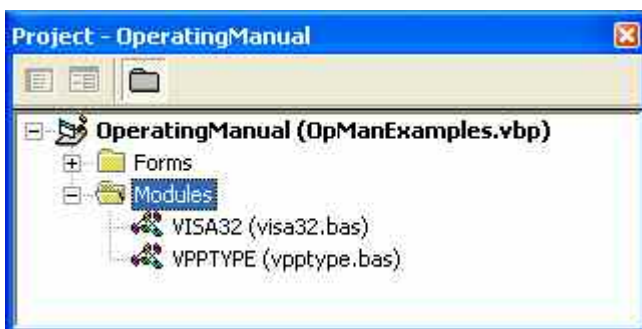 Project - OperatingManual
OperatingManual (OpManExamples.vbp)
Forms
Modules
VISA32 (visa32.bas)
VPPTYPE (vpptype.bas)